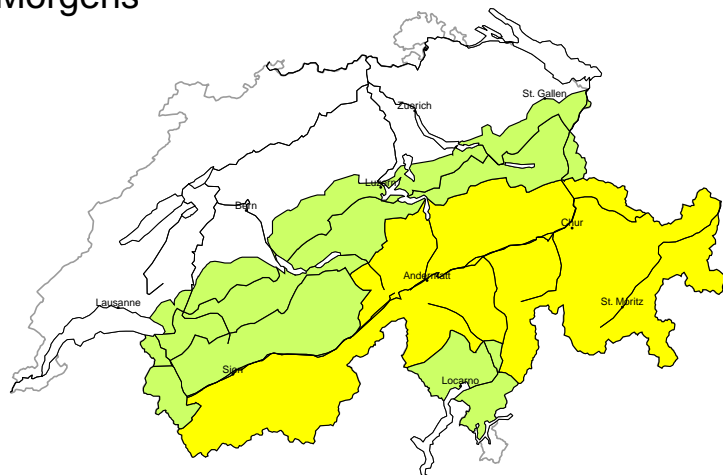 Morgens
St. Gallen
Zuerich
Luzern
Bern
Chur
Andermatt
Lausanne
St. Moritz
Sion
Locarno